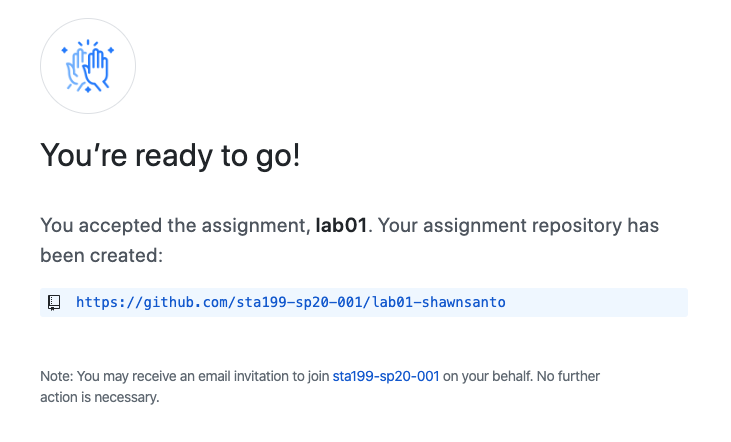 You’re ready to go!
You accepted the assignment, lab01. Your assignment repository has
been created:
https://github.com/sta199-sp20-001/lab01-shawnsanto
Note: You may receive an email invitation to join sta199-sp20-001 on your behalf. No further
action is necessary.